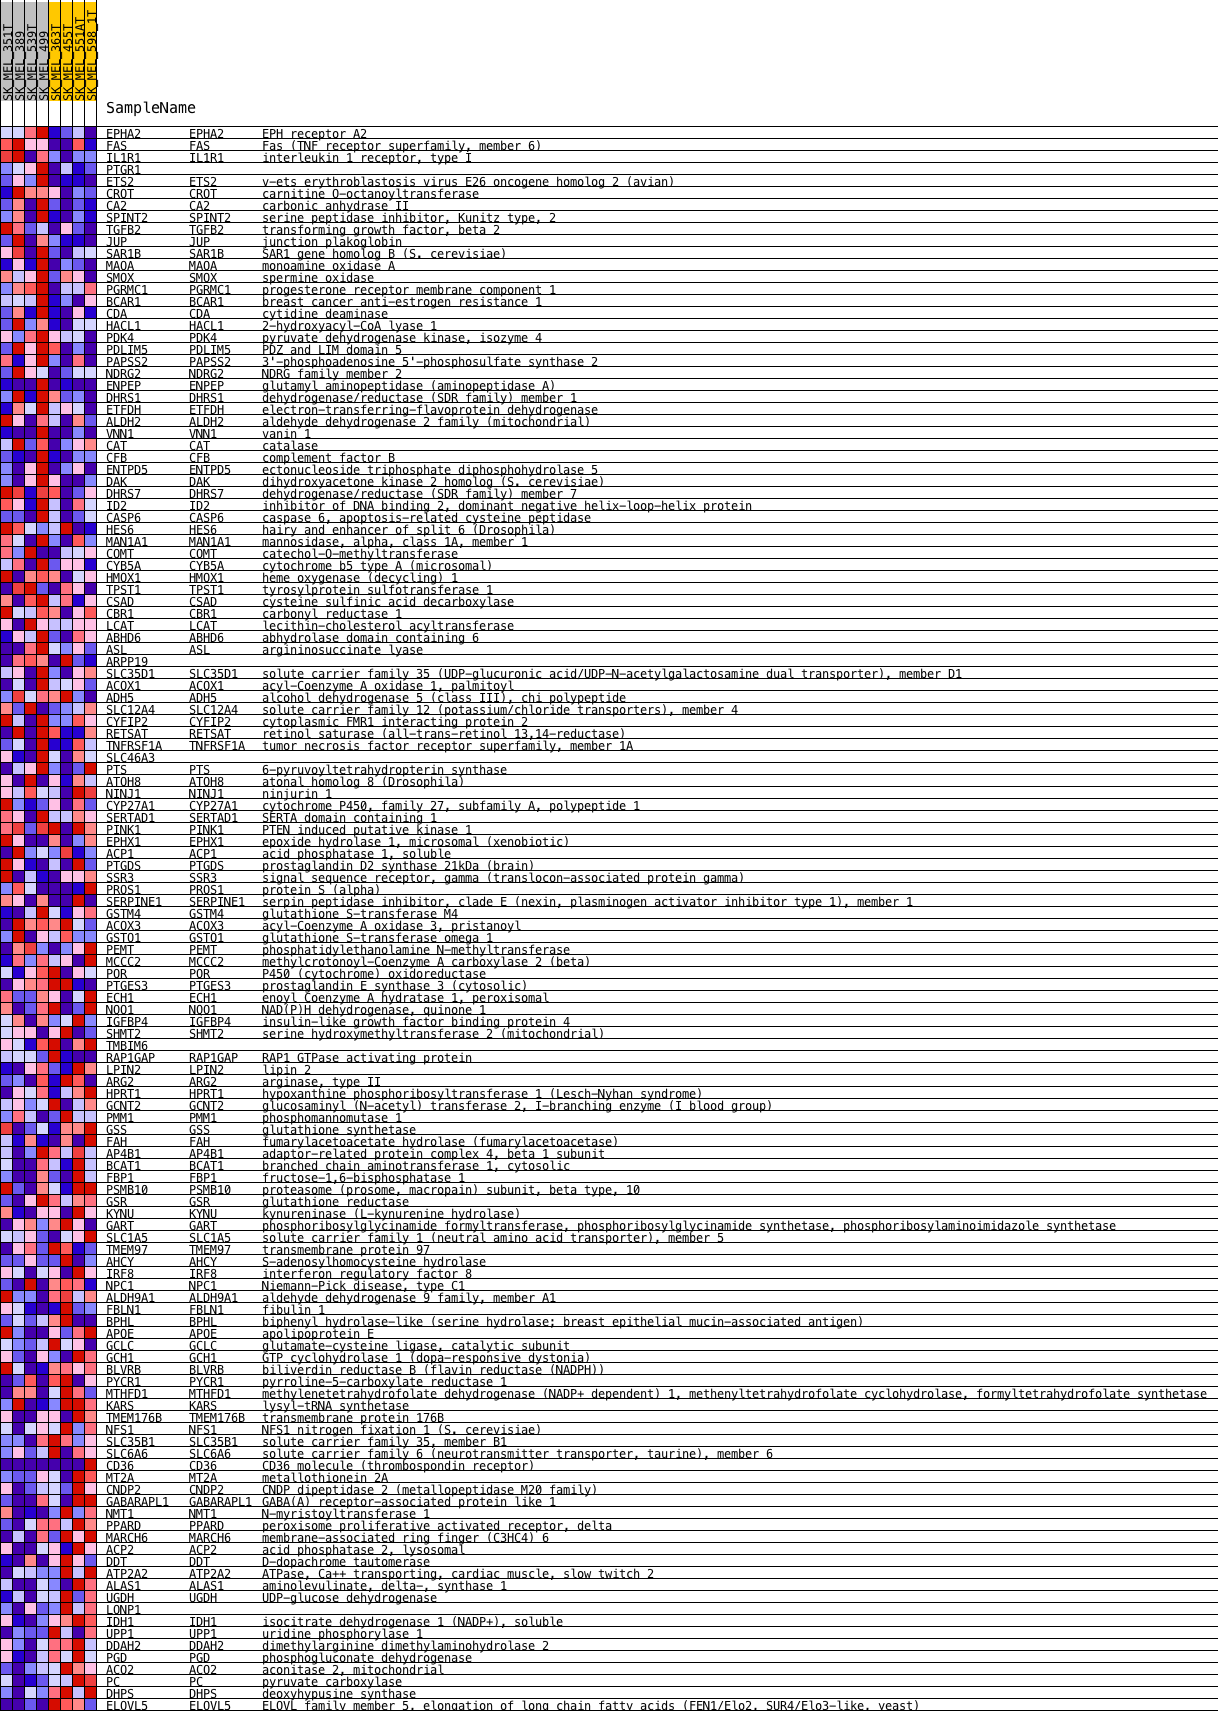 SK_MEL_351T
SK_MEL_389
SK_MEL_539T
SK_MEL_499
SK_MEL_363T
SK_MEL_455T
SK_MEL_551AT
SK_MEL_598_1T
SampleName
EPHA2 EPHA2 EPH receptor A2
FAS FAS Fas (TNF receptor superfamily, member 6)
IL1R1 IL1R1 interleukin 1 receptor, type I
PTGR1
ETS2 ETS2 v-ets erythroblastosis virus E26 oncogene homolog 2 (avian)
CROT CROT carnitine O-octanoyltransferase
CA2 CA2 carbonic anhydrase II
SPINT2 SPINT2 serine peptidase inhibitor, Kunitz type, 2
TGFB2 TGFB2 transforming growth factor, beta 2
JUP JUP junction plakoglobin
SAR1B SAR1B SAR1 gene homolog B (S. cerevisiae)
MAOA MAOA monoamine oxidase A
SMOX SMOX spermine oxidase
PGRMC1 PGRMC1 progesterone receptor membrane component 1
BCAR1 BCAR1 breast cancer anti-estrogen resistance 1
CDA CDA cytidine deaminase
HACL1 HACL1 2-hydroxyacyl-CoA lyase 1
PDK4 PDK4 pyruvate dehydrogenase kinase, isozyme 4
PDLIM5 PDLIM5 PDZ and LIM domain 5
PAPSS2 PAPSS2 3'-phosphoadenosine 5'-phosphosulfate synthase 2
NDRG2 NDRG2 NDRG family member 2
ENPEP ENPEP glutamyl aminopeptidase (aminopeptidase A)
DHRS1 DHRS1 dehydrogenase/reductase (SDR family) member 1
ETFDH ETFDH electron-transferring-flavoprotein dehydrogenase
ALDH2 ALDH2 aldehyde dehydrogenase 2 family (mitochondrial)
VNN1 VNN1 vanin 1
CAT CAT catalase
CFB CFB complement factor B
ENTPD5 ENTPD5 ectonucleoside triphosphate diphosphohydrolase 5
DAK DAK dihydroxyacetone kinase 2 homolog (S. cerevisiae)
DHRS7 DHRS7 dehydrogenase/reductase (SDR family) member 7
ID2 ID2 inhibitor of DNA binding 2, dominant negative helix-loop-helix protein
CASP6 CASP6 caspase 6, apoptosis-related cysteine peptidase
HES6 HES6 hairy and enhancer of split 6 (Drosophila)
MAN1A1 MAN1A1 mannosidase, alpha, class 1A, member 1
COMT COMT catechol-O-methyltransferase
CYB5A CYB5A cytochrome b5 type A (microsomal)
HMOX1 HMOX1 heme oxygenase (decycling) 1
TPST1 TPST1 tyrosylprotein sulfotransferase 1
CSAD CSAD cysteine sulfinic acid decarboxylase
CBR1 CBR1 carbonyl reductase 1
LCAT LCAT lecithin-cholesterol acyltransferase
ABHD6 ABHD6 abhydrolase domain containing 6
ASL ASL argininosuccinate lyase
ARPP19
SLC35D1 SLC35D1 solute carrier family 35 (UDP-glucuronic acid/UDP-N-acetylgalactosamine dual transporter), member D1
ACOX1 ACOX1 acyl-Coenzyme A oxidase 1, palmitoyl
ADH5 ADH5 alcohol dehydrogenase 5 (class III), chi polypeptide
SLC12A4 SLC12A4 solute carrier family 12 (potassium/chloride transporters), member 4
CYFIP2 CYFIP2 cytoplasmic FMR1 interacting protein 2
RETSAT RETSAT retinol saturase (all-trans-retinol 13,14-reductase)
TNFRSF1A TNFRSF1A tumor necrosis factor receptor superfamily, member 1A
SLC46A3
PTS PTS 6-pyruvoyltetrahydropterin synthase
ATOH8 ATOH8 atonal homolog 8 (Drosophila)
NINJ1 NINJ1 ninjurin 1
CYP27A1 CYP27A1 cytochrome P450, family 27, subfamily A, polypeptide 1
SERTAD1 SERTAD1 SERTA domain containing 1
PINK1 PINK1 PTEN induced putative kinase 1
EPHX1 EPHX1 epoxide hydrolase 1, microsomal (xenobiotic)
ACP1 ACP1 acid phosphatase 1, soluble
PTGDS PTGDS prostaglandin D2 synthase 21kDa (brain)
SSR3 SSR3 signal sequence receptor, gamma (translocon-associated protein gamma)
PROS1 PROS1 protein S (alpha)
SERPINE1 SERPINE1 serpin peptidase inhibitor, clade E (nexin, plasminogen activator inhibitor type 1), member 1
GSTM4 GSTM4 glutathione S-transferase M4
ACOX3 ACOX3 acyl-Coenzyme A oxidase 3, pristanoyl
GSTO1 GSTO1 glutathione S-transferase omega 1
PEMT PEMT phosphatidylethanolamine N-methyltransferase
MCCC2 MCCC2 methylcrotonoyl-Coenzyme A carboxylase 2 (beta)
POR POR P450 (cytochrome) oxidoreductase
PTGES3 PTGES3 prostaglandin E synthase 3 (cytosolic)
ECH1 ECH1 enoyl Coenzyme A hydratase 1, peroxisomal
NQO1 NQO1 NAD(P)H dehydrogenase, quinone 1
IGFBP4 IGFBP4 insulin-like growth factor binding protein 4
SHMT2 SHMT2 serine hydroxymethyltransferase 2 (mitochondrial)
TMBIM6
RAP1GAP RAP1GAP RAP1 GTPase activating protein
LPIN2 LPIN2 lipin 2
ARG2 ARG2 arginase, type II
HPRT1 HPRT1 hypoxanthine phosphoribosyltransferase 1 (Lesch-Nyhan syndrome)
GCNT2 GCNT2 glucosaminyl (N-acetyl) transferase 2, I-branching enzyme (I blood group)
PMM1 PMM1 phosphomannomutase 1
GSS GSS glutathione synthetase
FAH FAH fumarylacetoacetate hydrolase (fumarylacetoacetase)
AP4B1 AP4B1 adaptor-related protein complex 4, beta 1 subunit
BCAT1 BCAT1 branched chain aminotransferase 1, cytosolic
FBP1 FBP1 fructose-1,6-bisphosphatase 1
PSMB10 PSMB10 proteasome (prosome, macropain) subunit, beta type, 10
GSR GSR glutathione reductase
KYNU KYNU kynureninase (L-kynurenine hydrolase)
GART GART phosphoribosylglycinamide formyltransferase, phosphoribosylglycinamide synthetase, phosphoribosylaminoimidazole synthetase
SLC1A5 SLC1A5 solute carrier family 1 (neutral amino acid transporter), member 5
TMEM97 TMEM97 transmembrane protein 97
AHCY AHCY S-adenosylhomocysteine hydrolase
IRF8 IRF8 interferon regulatory factor 8
NPC1 NPC1 Niemann-Pick disease, type C1
ALDH9A1 ALDH9A1 aldehyde dehydrogenase 9 family, member A1
FBLN1 FBLN1 fibulin 1
BPHL BPHL biphenyl hydrolase-like (serine hydrolase; breast epithelial mucin-associated antigen)
APOE APOE apolipoprotein E
GCLC GCLC glutamate-cysteine ligase, catalytic subunit
GCH1 GCH1 GTP cyclohydrolase 1 (dopa-responsive dystonia)
BLVRB BLVRB biliverdin reductase B (flavin reductase (NADPH))
PYCR1 PYCR1 pyrroline-5-carboxylate reductase 1
MTHFD1 MTHFD1 methylenetetrahydrofolate dehydrogenase (NADP+ dependent) 1, methenyltetrahydrofolate cyclohydrolase, formyltetrahydrofolate synthetase
KARS KARS lysyl-tRNA synthetase
TMEM176B TMEM176B transmembrane protein 176B
NFS1 NFS1 NFS1 nitrogen fixation 1 (S. cerevisiae)
SLC35B1 SLC35B1 solute carrier family 35, member B1
SLC6A6 SLC6A6 solute carrier family 6 (neurotransmitter transporter, taurine), member 6
CD36 CD36 CD36 molecule (thrombospondin receptor)
MT2A MT2A metallothionein 2A
CNDP2 CNDP2 CNDP dipeptidase 2 (metallopeptidase M20 family)
GABARAPL1 GABARAPL1 GABA(A) receptor-associated protein like 1
NMT1 NMT1 N-myristoyltransferase 1
PPARD PPARD peroxisome proliferative activated receptor, delta
MARCH6 MARCH6 membrane-associated ring finger (C3HC4) 6
ACP2 ACP2 acid phosphatase 2, lysosomal
DDT DDT D-dopachrome tautomerase
ATP2A2 ATP2A2 ATPase, Ca++ transporting, cardiac muscle, slow twitch 2
ALAS1 ALAS1 aminolevulinate, delta-, synthase 1
UGDH UGDH UDP-glucose dehydrogenase
LONP1
IDH1 IDH1 isocitrate dehydrogenase 1 (NADP+), soluble
UPP1 UPP1 uridine phosphorylase 1
DDAH2 DDAH2 dimethylarginine dimethylaminohydrolase 2
PGD PGD phosphogluconate dehydrogenase
ACO2 ACO2 aconitase 2, mitochondrial
PC PC pyruvate carboxylase
DHPS DHPS deoxyhypusine synthase
ELOVL5 ELOVL5 ELOVL family member 5, elongation of long chain fatty acids (FEN1/Elo2, SUR4/Elo3-like, yeast)